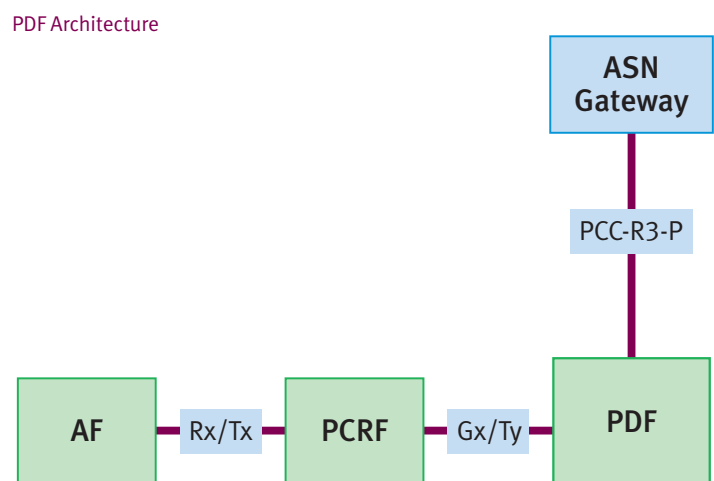 PDF Architecture
ASN
Gateway
PCC-R3-P
AF
Rx/Tx
PCRF
Gx/Ty
PDF